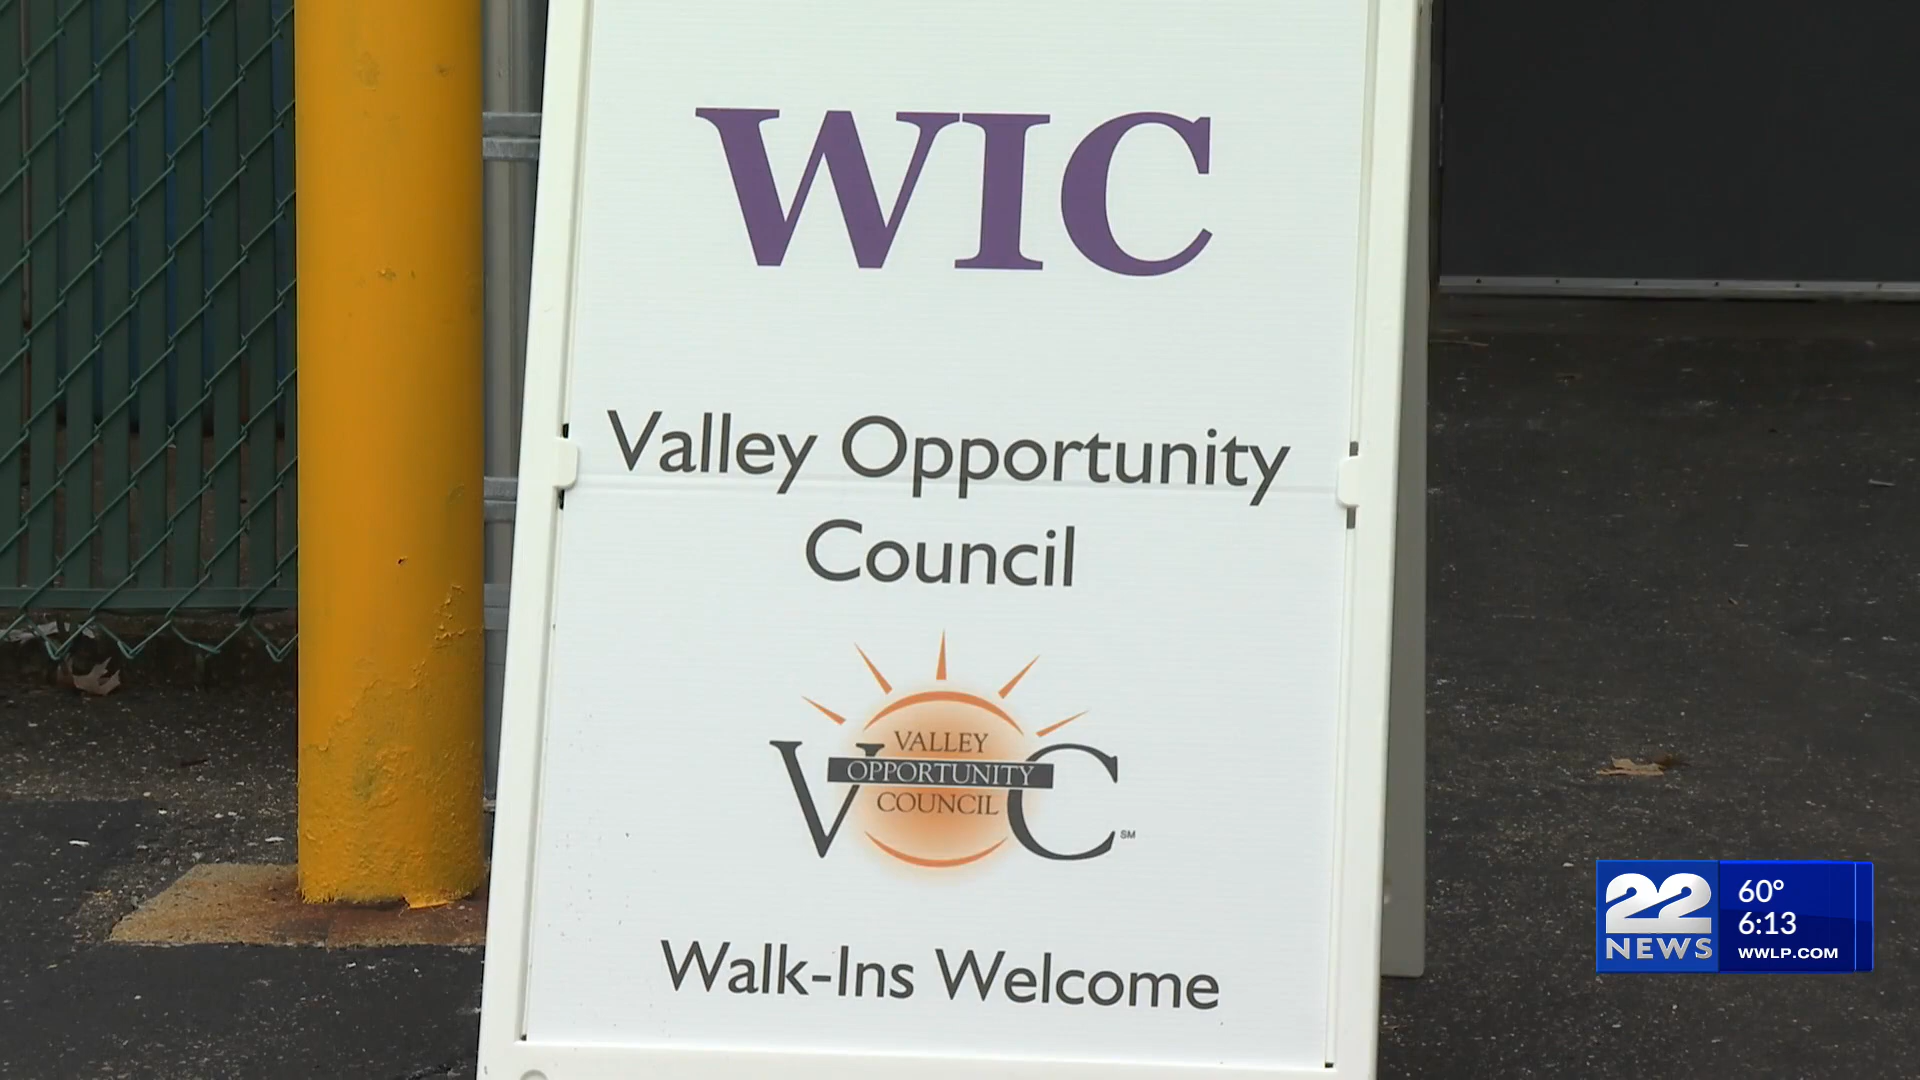 WIC
Valley Opportunity
Council
VALLEY
V OPPORTUNITY C
COUNCIL
SM
Walk-Ins Welcome
22
NEWS
60°
6:13
WWLP.COM